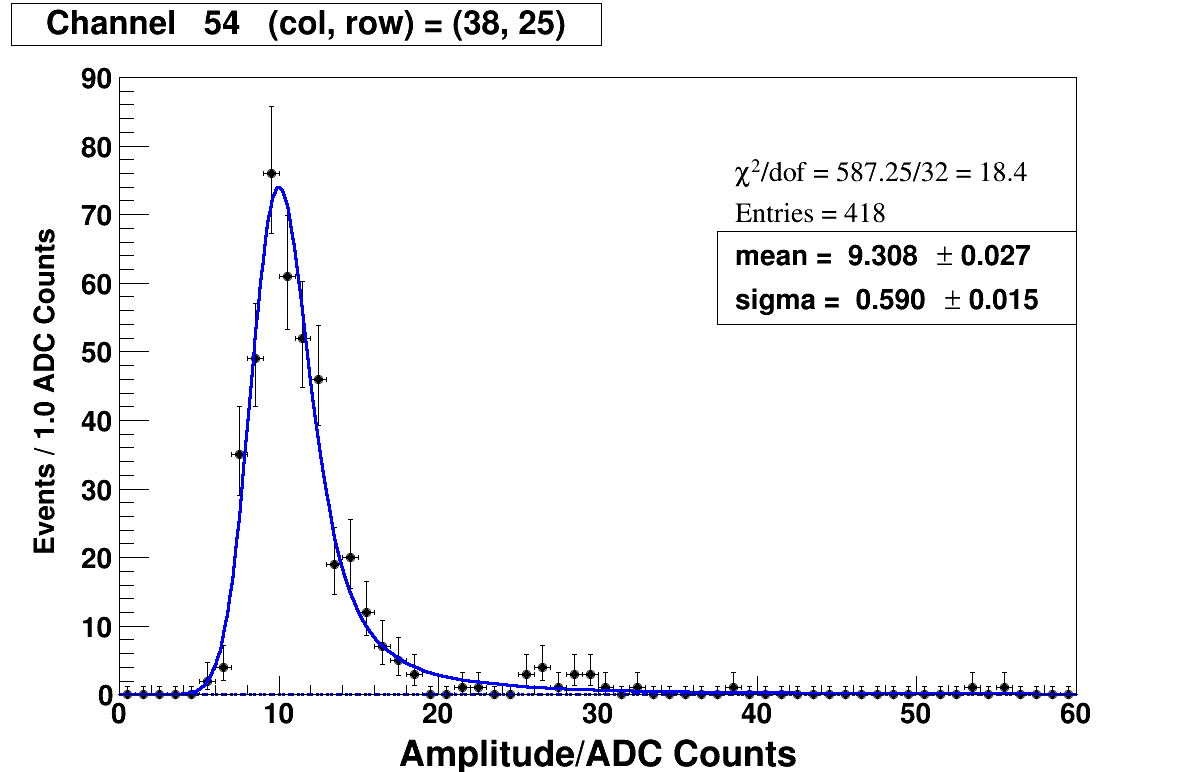 Channel 54 (col, row) = (38, 25)
90
80
70
60
50
40
30
20
10
0
Events / 1.0 ADC Counts
χ²/dof = 587.25/32 = 18.4
Entries = 418
mean = 9.308 ± 0.027
sigma = 0.590 ± 0.015
0 10 20 30 40 50 60
Amplitude/ADC Counts